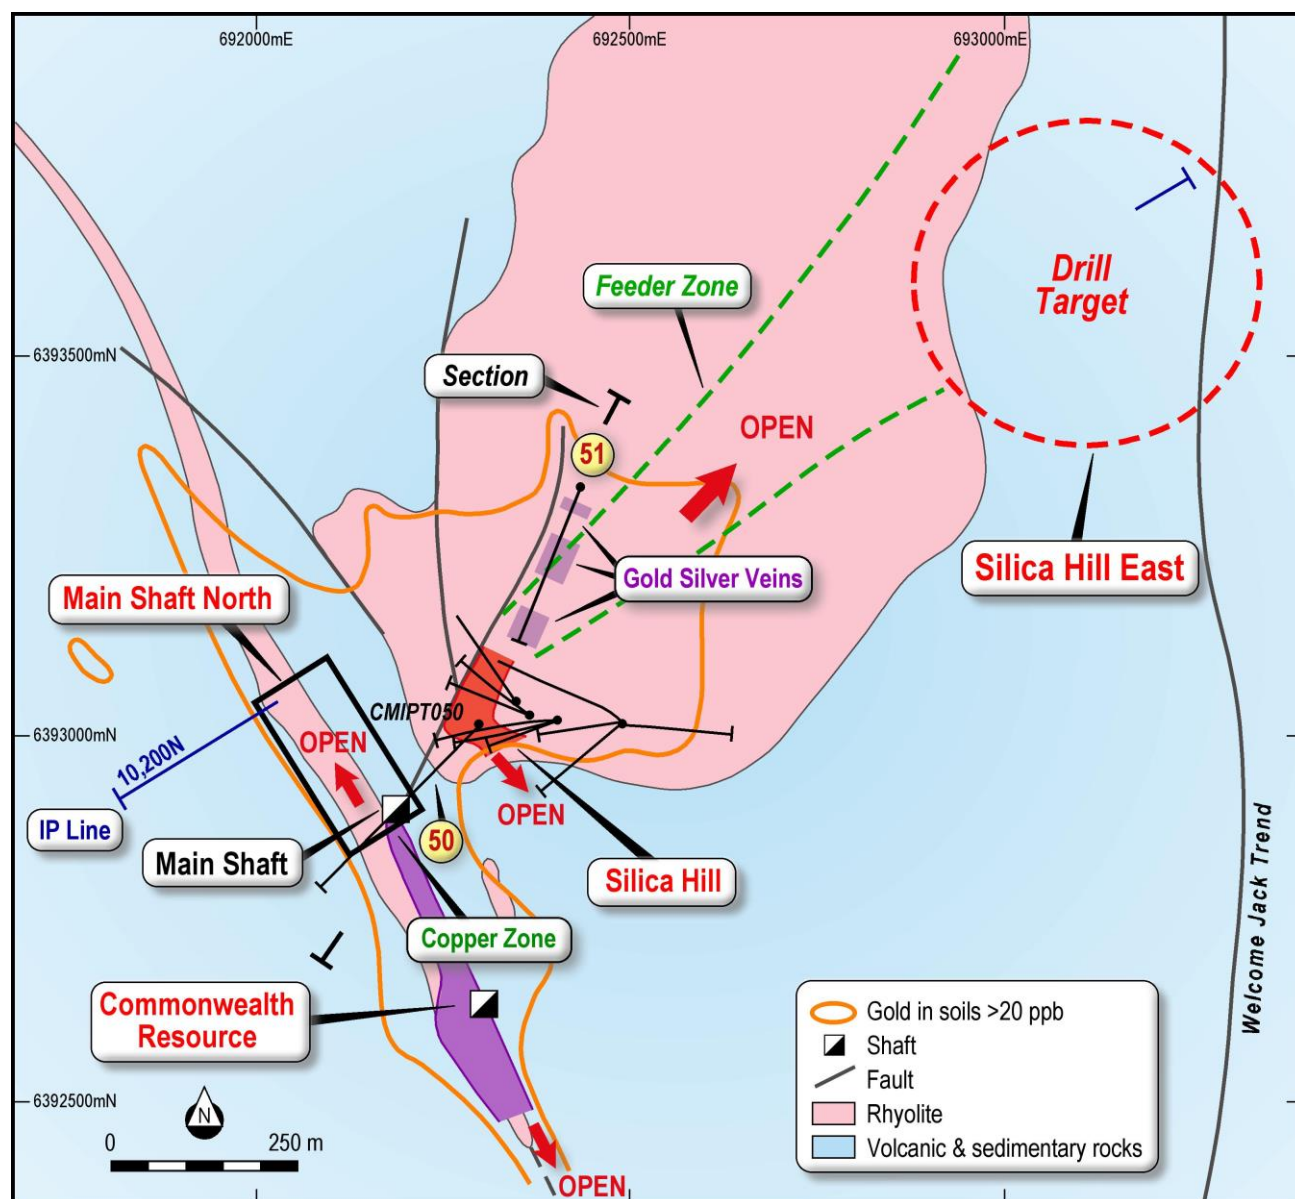 692000mE
692500mE
693000mE
Drill
Target
Feeder Zone
6393500mN
Section
OPEN
51
Silica Hill East
Gold Silver Veins
Main Shaft North
CMIPT050
6393000mN
OPEN
10,200N
OPEN
IP Line
50
Main Shaft
Silica Hill
Copper Zone
Welcome Jack Trend
Commonwealth
Resource
Gold in soils >20 ppb
Shaft
Fault
Rhyolite
Volcanic & sedimentary rocks
6392500mN
N
0 250 m
OPEN